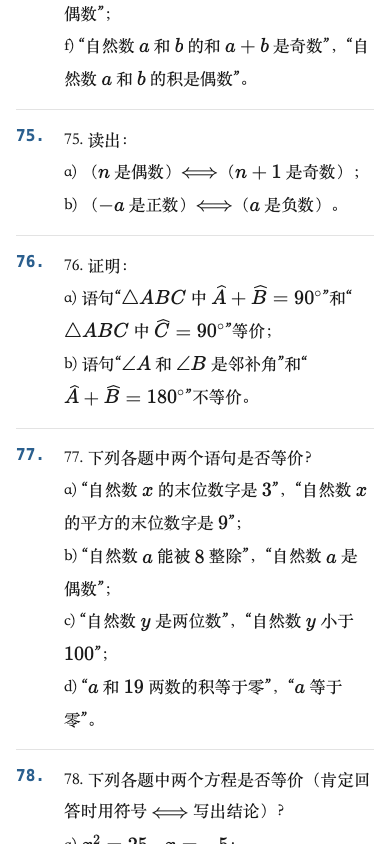 偶数”；
f) “自然数 a 和 b 的和 a + b 是奇数”，“自
然数 a 和 b 的积是偶数”。
75. 75. 读出：
a) （n 是偶数）⟺（n + 1 是奇数）；
b) （−a 是正数）⟺（a 是负数）。
76. 76. 证明：
a) 语句“△ABC 中 Â + B̂ = 90°”和“
△ABC 中 Ĉ = 90°”等价；
b) 语句“∠A 和 ∠B 是邻补角”和“
Â + B̂ = 180°”不等价。
77. 77. 下列各题中两个语句是否等价？
a) “自然数 x 的末位数字是 3”，“自然数 x
的平方的末位数字是 9”；
b) “自然数 a 能被 8 整除”，“自然数 a 是
偶数”；
c) “自然数 y 是两位数”，“自然数 y 小于
100”；
d) “a 和 19 两数的积等于零”，“a 等于
零”。
78. 78. 下列各题中两个方程是否等价（肯定回
答时用符号 ⟺ 写出结论）？